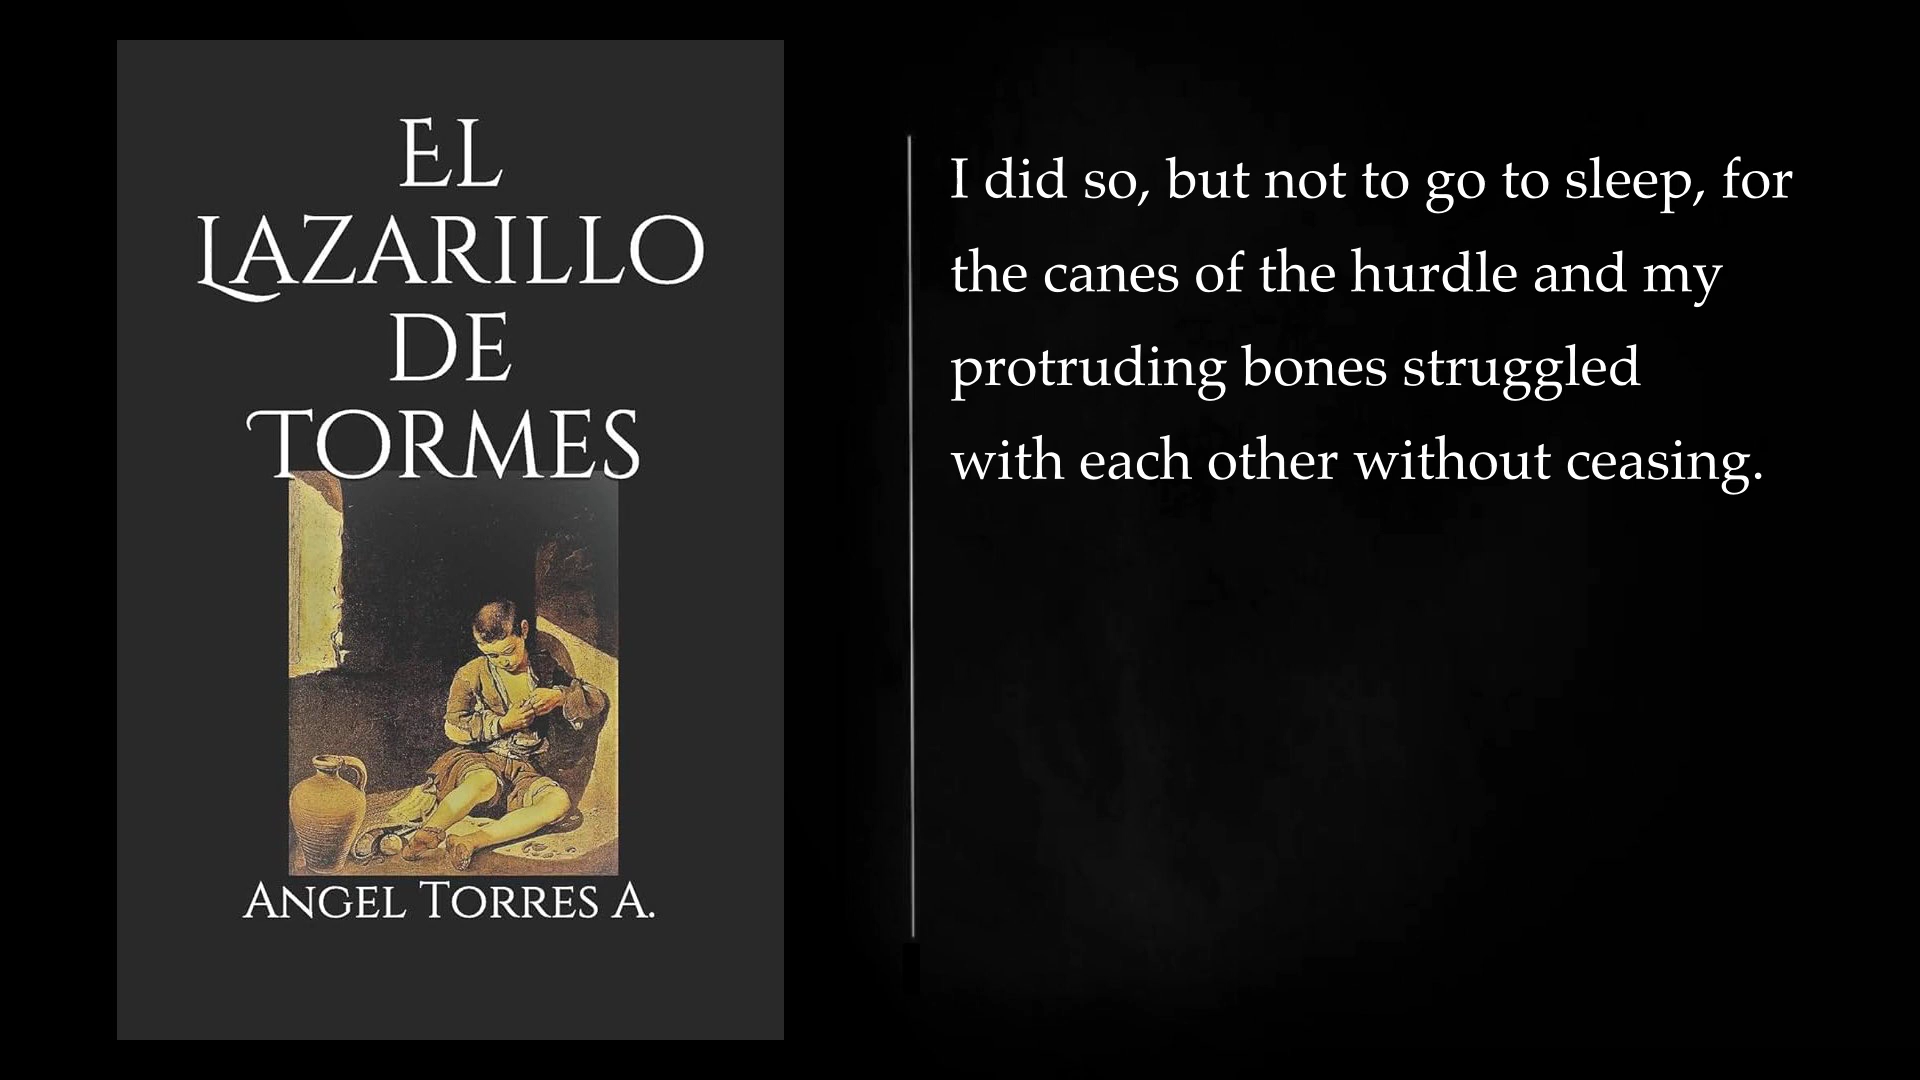 EL
LAZARILLO
DE
TORMES
ANGEL TORRES A.
I did so, but not to go to sleep, for
the canes of the hurdle and my
protruding bones struggled
with each other without ceasing.